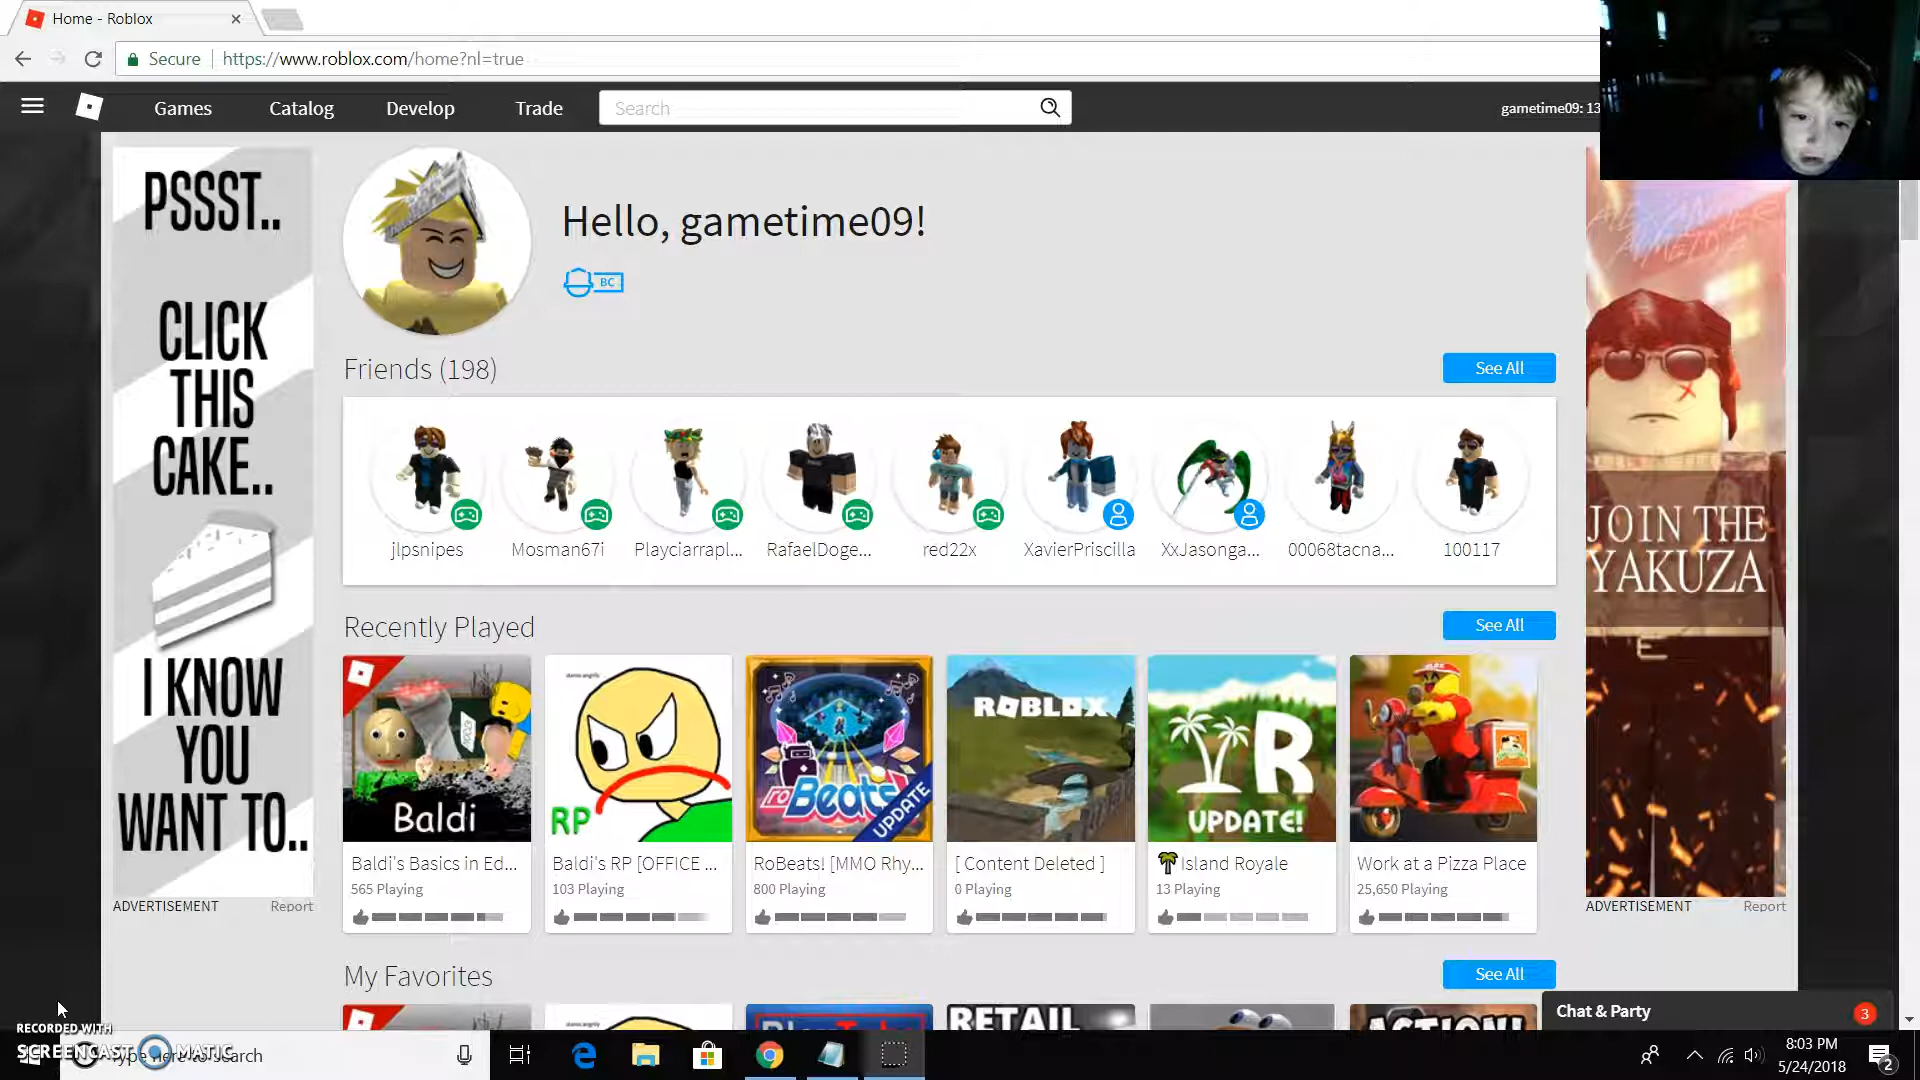 Home - Roblox
Secure
https://www.roblox.com/home?nl=true
Games
Catalog
Develop
Trade
Search
gametime09: 13
PSSST..
CLICK
THIS
CAKE..
I KNOW
YOU
WANT TO..
ADVERTISEMENT
Report
Hello, gametime09!
BC
Friends (198)
See All
jlpsnipes
Mosman67i
Playciarrapl...
RafaelDoge...
red22x
XavierPriscilla
XxJasonga...
00068tacna...
100117
Recently Played
See All
Baldi
RP
roBeats!
UPDATE
ROBLOX
R
UPDATE!
Baldi's Basics in Ed...
565 Playing
Baldi's RP [OFFICE ...
103 Playing
RoBeats! [MMO Rhy...
800 Playing
[ Content Deleted ]
0 Playing
Island Royale
13 Playing
Work at a Pizza Place
25,650 Playing
My Favorites
See All
RETAIL
JOIN THE
YAKUZA
ADVERTISEMENT
Report
Chat & Party
3
RECORDED WITH
SCREENCAST MATIC
Type here to search
8:03 PM
5/24/2018
2